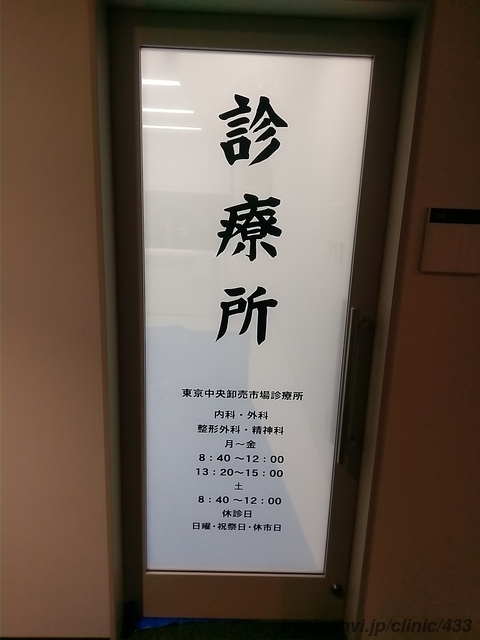 診療所
東京中央卸売市場診療所
内科・外科
整形外科・精神科
月～金
8：40～12：00
13：20～15：00
土
8：40～12：00
休診日
日曜・祝祭日・休市日